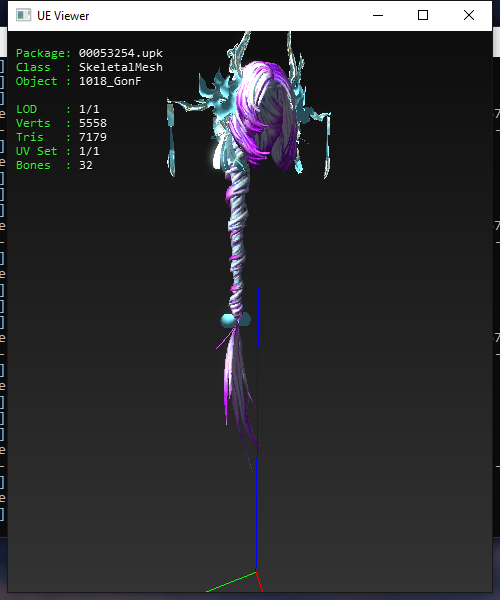 UE Viewer
Package: 00053254.upk
Class : SkeletalMesh
Object : 1018_GonF
LOD : 1/1
Verts : 5558
Tris : 7179
UV Set : 1/1
Bones : 32